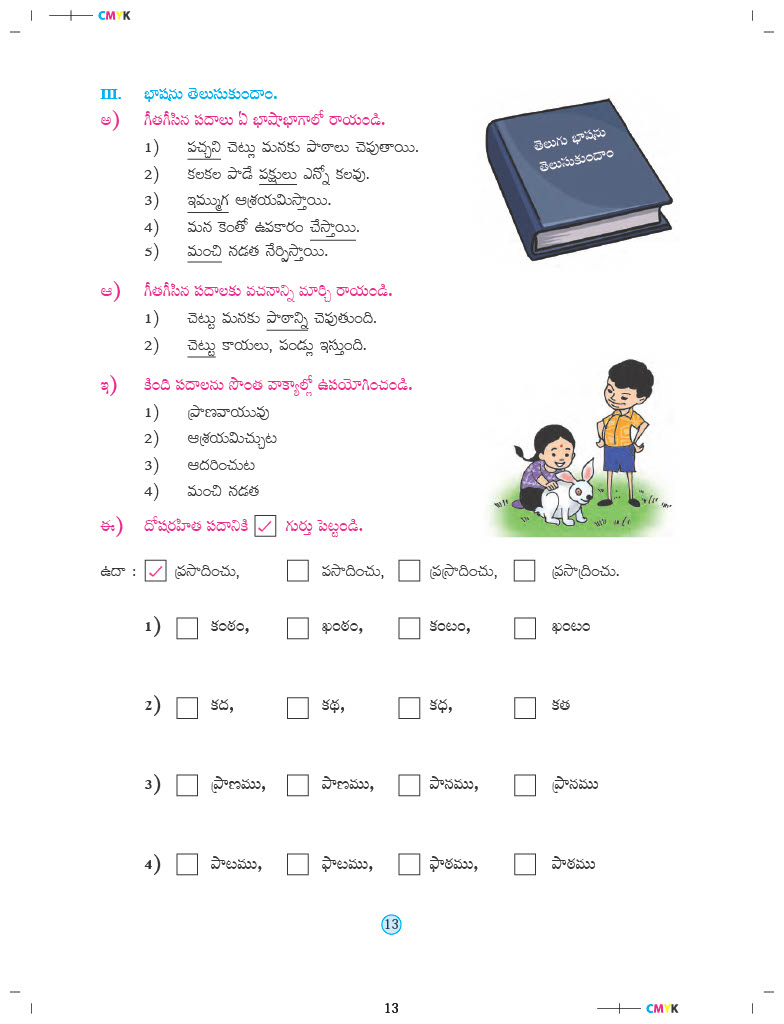 CMYK
III. భాషను తెలుసుకుందాం.
అ) గీతగీసిన పదాలు ఏ భాషాభాగాలో రాయండి.
1) పచ్చని చెట్లు మనకు పాఠాలు చెపుతాయి.
2) కలకల పాడే పక్షులు ఎన్నో కలవు.
3) ఇమ్ముగ ఆశ్రయమిస్తాయి.
4) మన కెంతో ఉపకారం చేస్తాయి.
5) మంచి నడత నేర్పిస్తాయి.
తెలుగు భాషను
తెలుసుకుందాం
ఆ) గీతగీసిన పదాలకు వచనాన్ని మార్చి రాయండి.
1) చెట్టు మనకు పాఠాన్ని చెపుతుంది.
2) చెట్టు కాయలు, పండ్లు ఇస్తుంది.
ఇ) కింది పదాలను సొంత వాక్యాల్లో ఉపయోగించండి.
1) ప్రాణవాయువు
2) ఆశ్రయమిచ్చుట
3) ఆదరించుట
4) మంచి నడత
ఈ) దోషరహిత పదానికి ✓ గుర్తు పెట్టండి.
ఉదా : ✓ ప్రసాదించు, పసాదించు, ప్రస్రాదించు, ప్రసాద్రించు.
1) కంఠం, ఖంఠం, కంటం, ఖంటం
2) కద, కథ, కధ, కత
3) ప్రాణము, పాణము, పానము, ప్రానము
4) పాటము, ఫాటము, ఫాఠము, పాఠము
13
13 CMYK